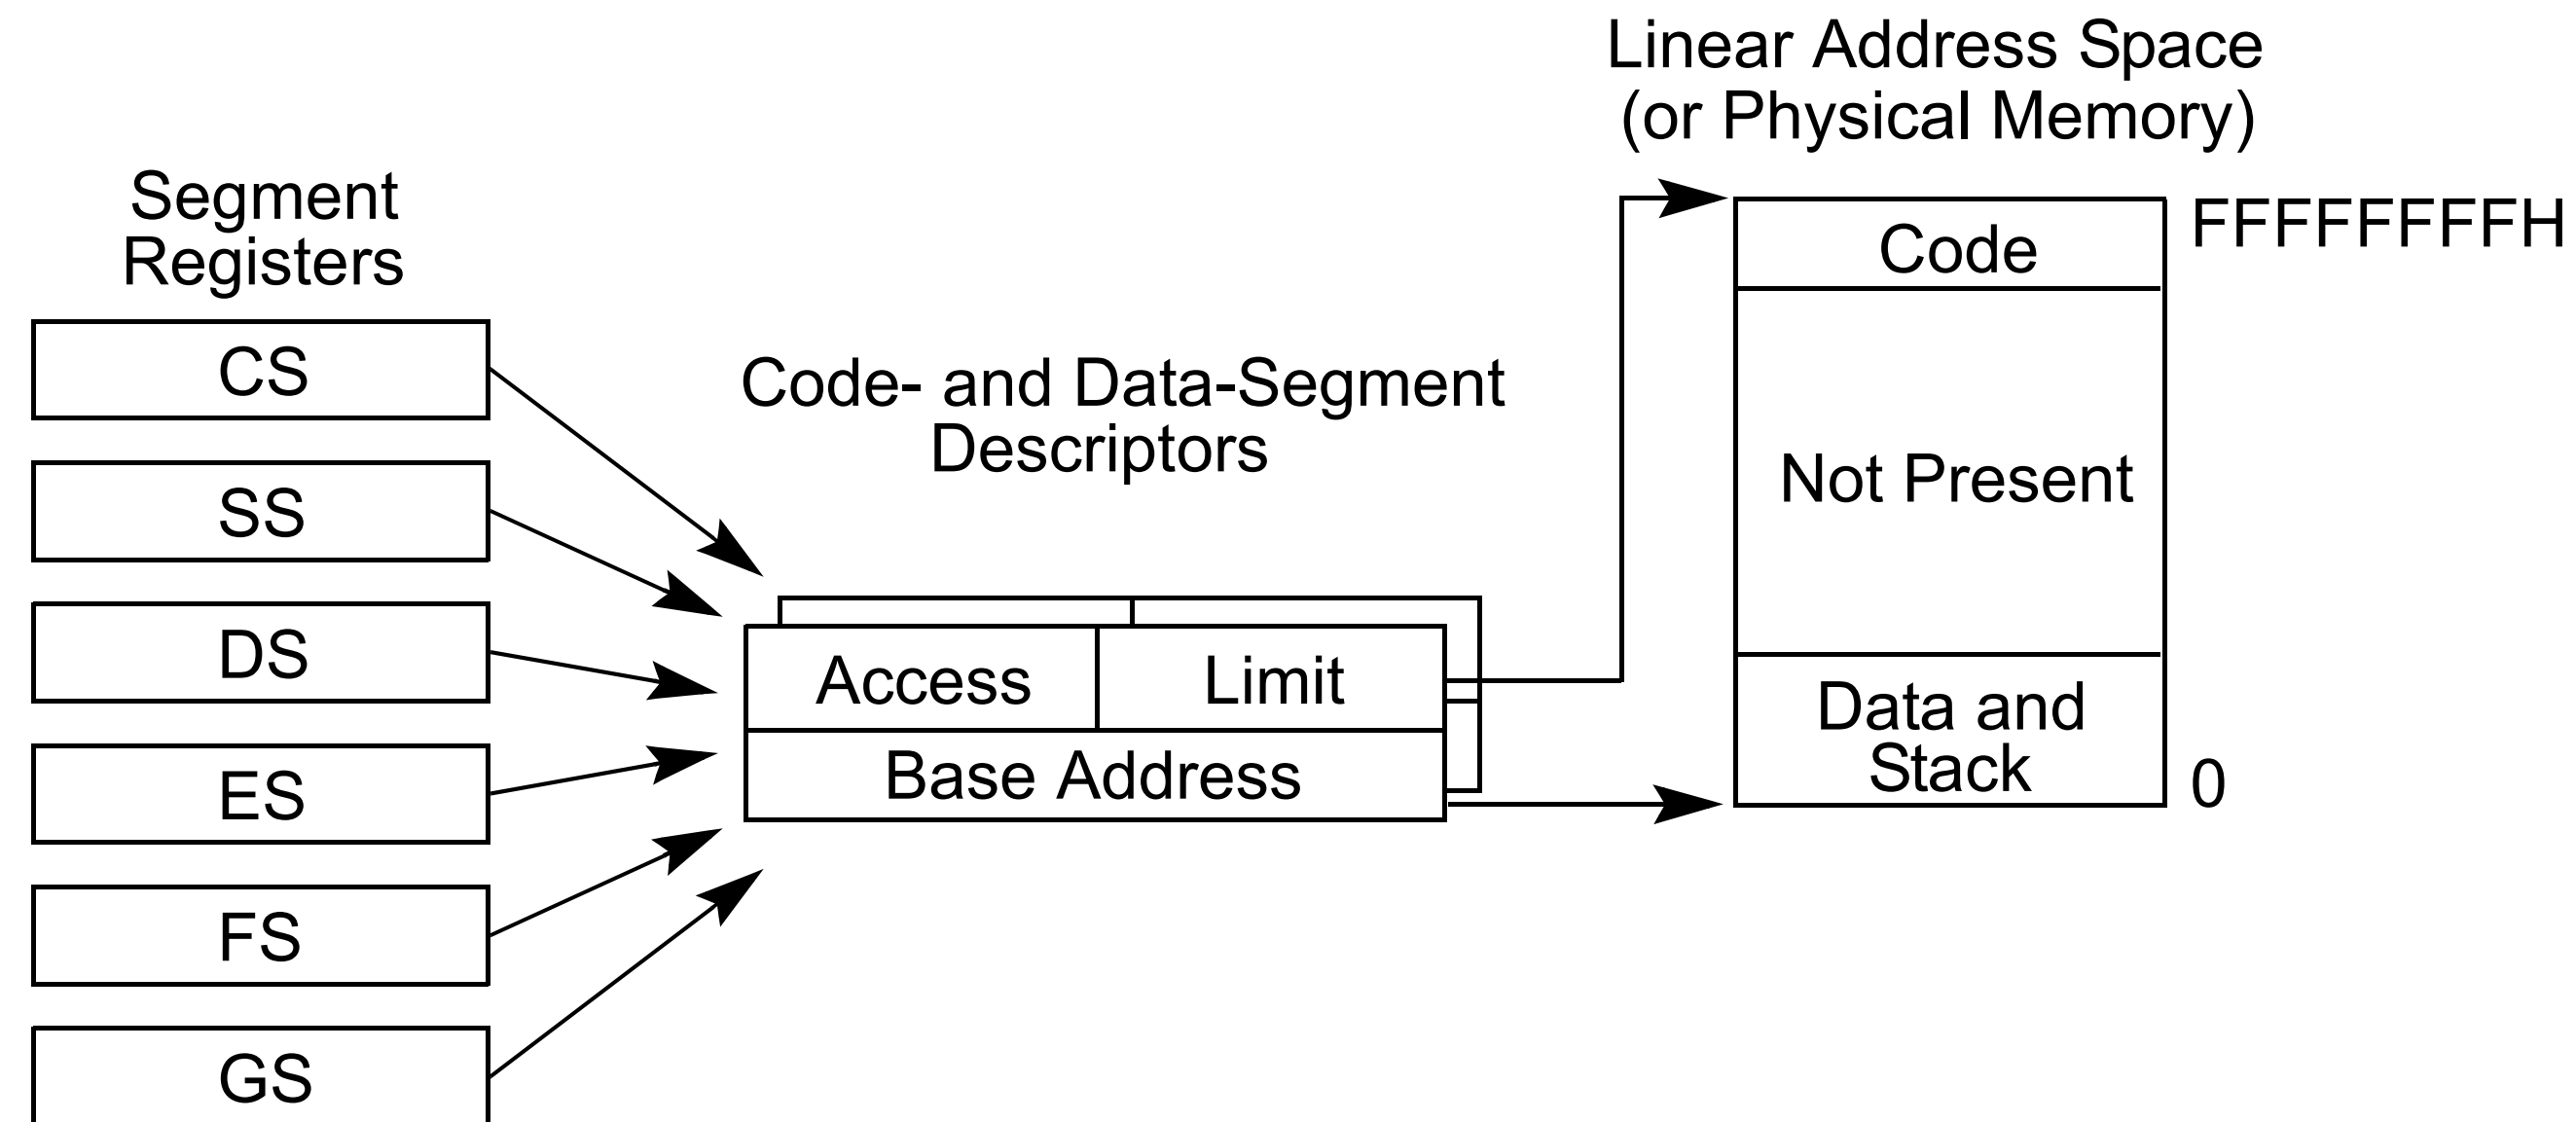 Linear Address Space
(or Physical Memory)
Segment
Registers
FFFFFFFFH
Code
CS
Code- and Data-Segment
Descriptors
Not Present
SS
DS
Access
Limit
Data and
Stack
Base Address
0
ES
FS
GS